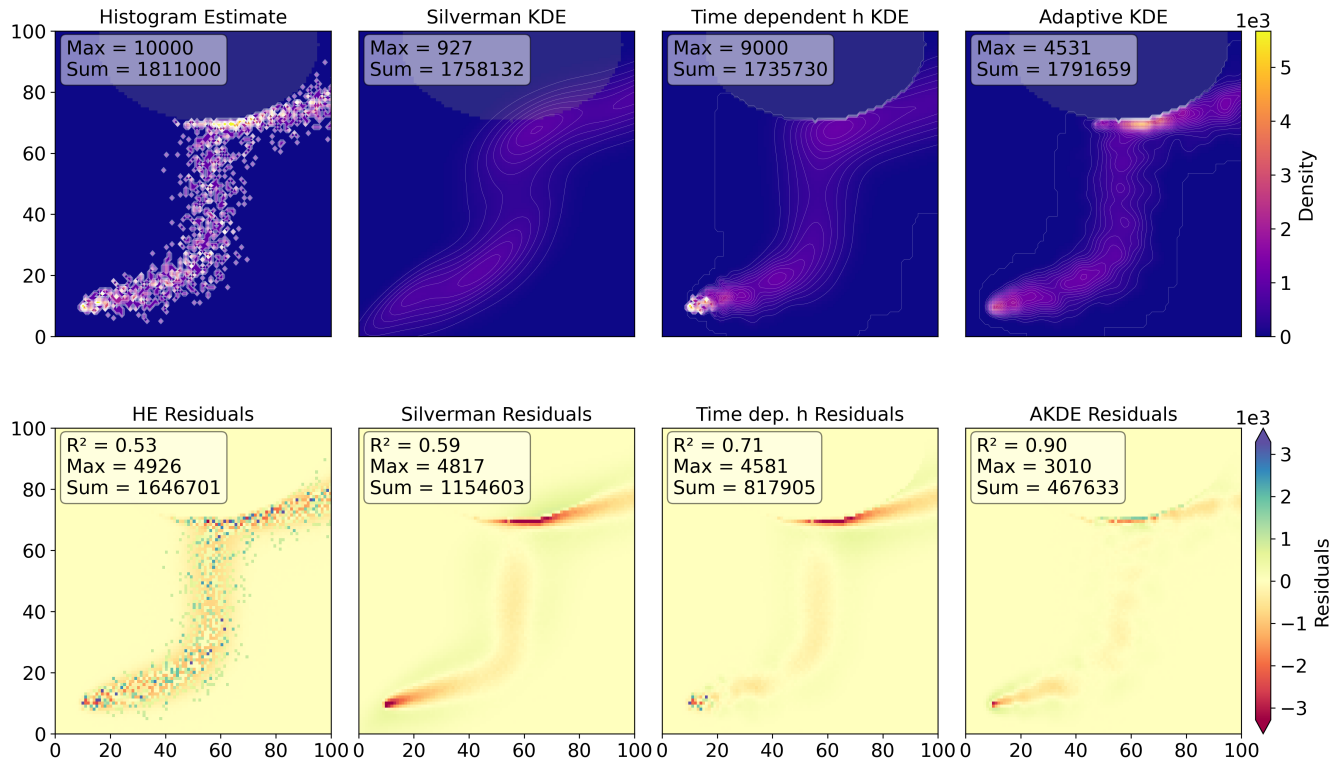 Histogram Estimate
Silverman KDE
Time dependent h KDE
Adaptive KDE
1e3
Max = 10000
Sum = 1811000
Max = 927
Sum = 1758132
Max = 9000
Sum = 1735730
Max = 4531
Sum = 1791659
100
80
60
40
20
0
5
4
3
2
1
0
Density
HE Residuals
Silverman Residuals
Time dep. h Residuals
AKDE Residuals
1e3
R² = 0.53
Max = 4926
Sum = 1646701
R² = 0.59
Max = 4817
Sum = 1154603
R² = 0.71
Max = 4581
Sum = 817905
R² = 0.90
Max = 3010
Sum = 467633
100
80
60
40
20
0
0 20 40 60 80 100
0 20 40 60 80 100
0 20 40 60 80 100
0 20 40 60 80 100
3
2
1
0
−1
−2
−3
Residuals